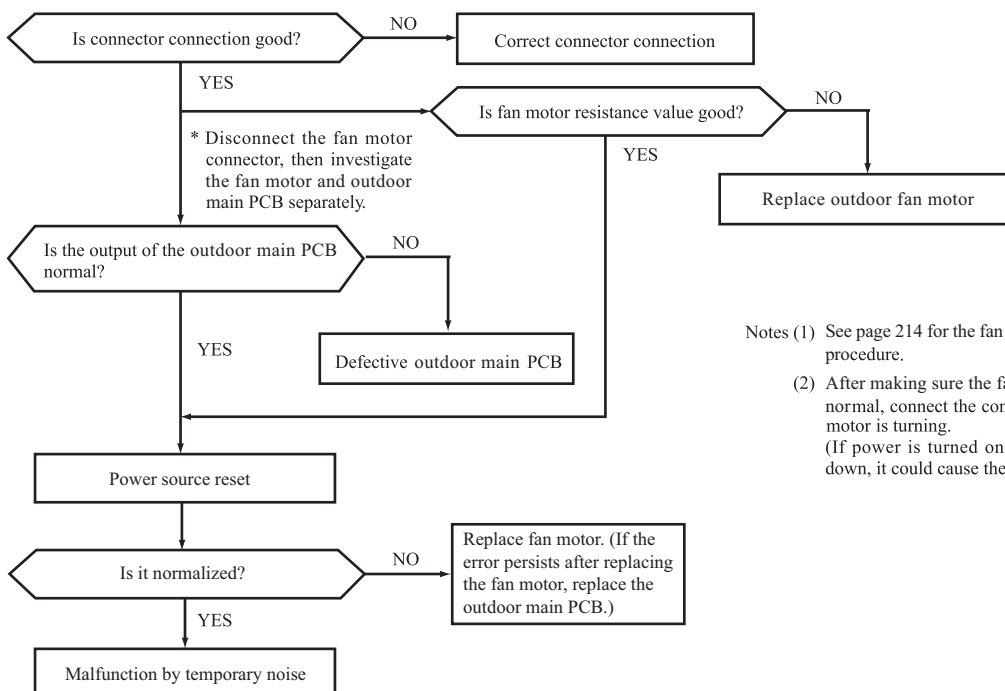 Is connector connection good?
NO
Correct connector connection
YES
Is fan motor resistance value good?
NO
* Disconnect the fan motor
connector, then investigate
the fan motor and outdoor
main PCB separately.
YES
Replace outdoor fan motor
Is the output of the outdoor main PCB
normal?
NO
YES
Defective outdoor main PCB
Notes (1) See page 214 for the fan
procedure.
(2) After making sure the fa
normal, connect the con
motor is turning.
(If power is turned on
down, it could cause the
Power source reset
Is it normalized?
NO
Replace fan motor. (If the
error persists after replacing
the fan motor, replace the
outdoor main PCB.)
YES
Malfunction by temporary noise